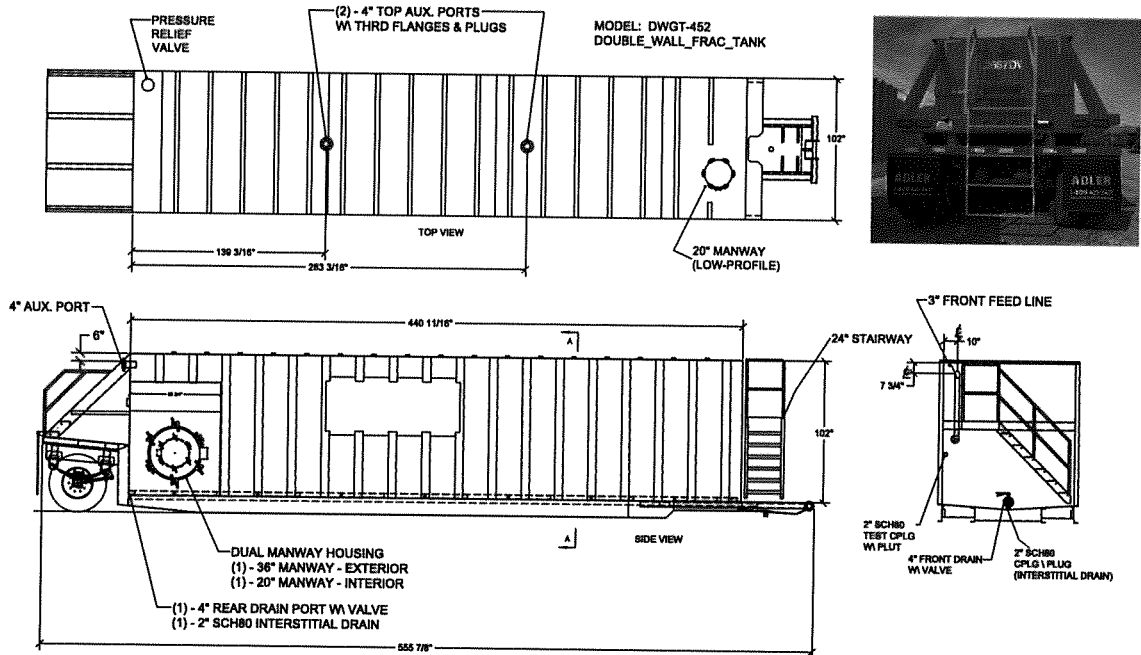 PRESSURE
RELIEF
VALVE
(2) - 4" TOP AUX. PORTS
W\ THRD FLANGES & PLUGS
MODEL: DWGT-452
DOUBLE_WALL_FRAC_TANK
102"
ADLER
ADLER
TOP VIEW
139 3/16"
283 3/16"
20" MANWAY
(LOW-PROFILE)
4" AUX. PORT
6"
440 11/16"
A
24" STAIRWAY
3" FRONT FEED LINE
10"
7 3/4"
102"
A
SIDE VIEW
DUAL MANWAY HOUSING
(1) - 36" MANWAY - EXTERIOR
(1) - 20" MANWAY - INTERIOR
(1) - 4" REAR DRAIN PORT W\ VALVE
(1) - 2" SCH80 INTERSTITIAL DRAIN
2" SCH80
TEST CPLG
W\ PLUT
4" FRONT DRAIN
W\ VALVE
2" SCH80
CPLG \ PLUG
(INTERSTITIAL DRAIN)
555 7/8"